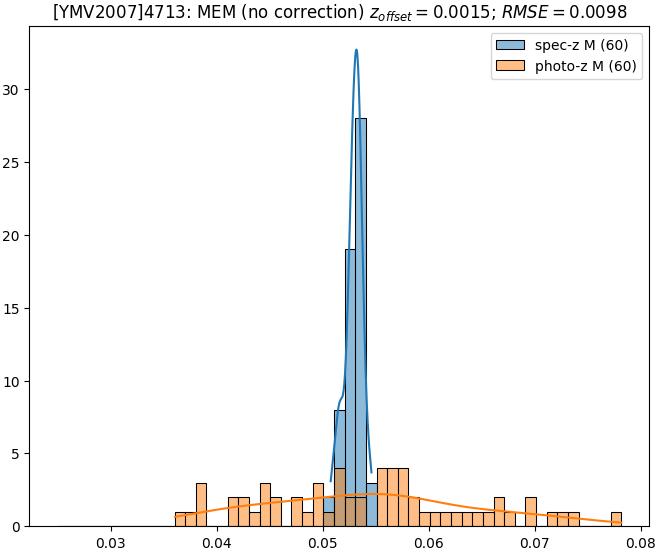 [YMV2007]4713: MEM (no correction) z_offset = 0.0015; RMSE = 0.0098
spec-z M (60)
photo-z M (60)
30
25
20
15
10
5
0
0.03 0.04 0.05 0.06 0.07 0.08